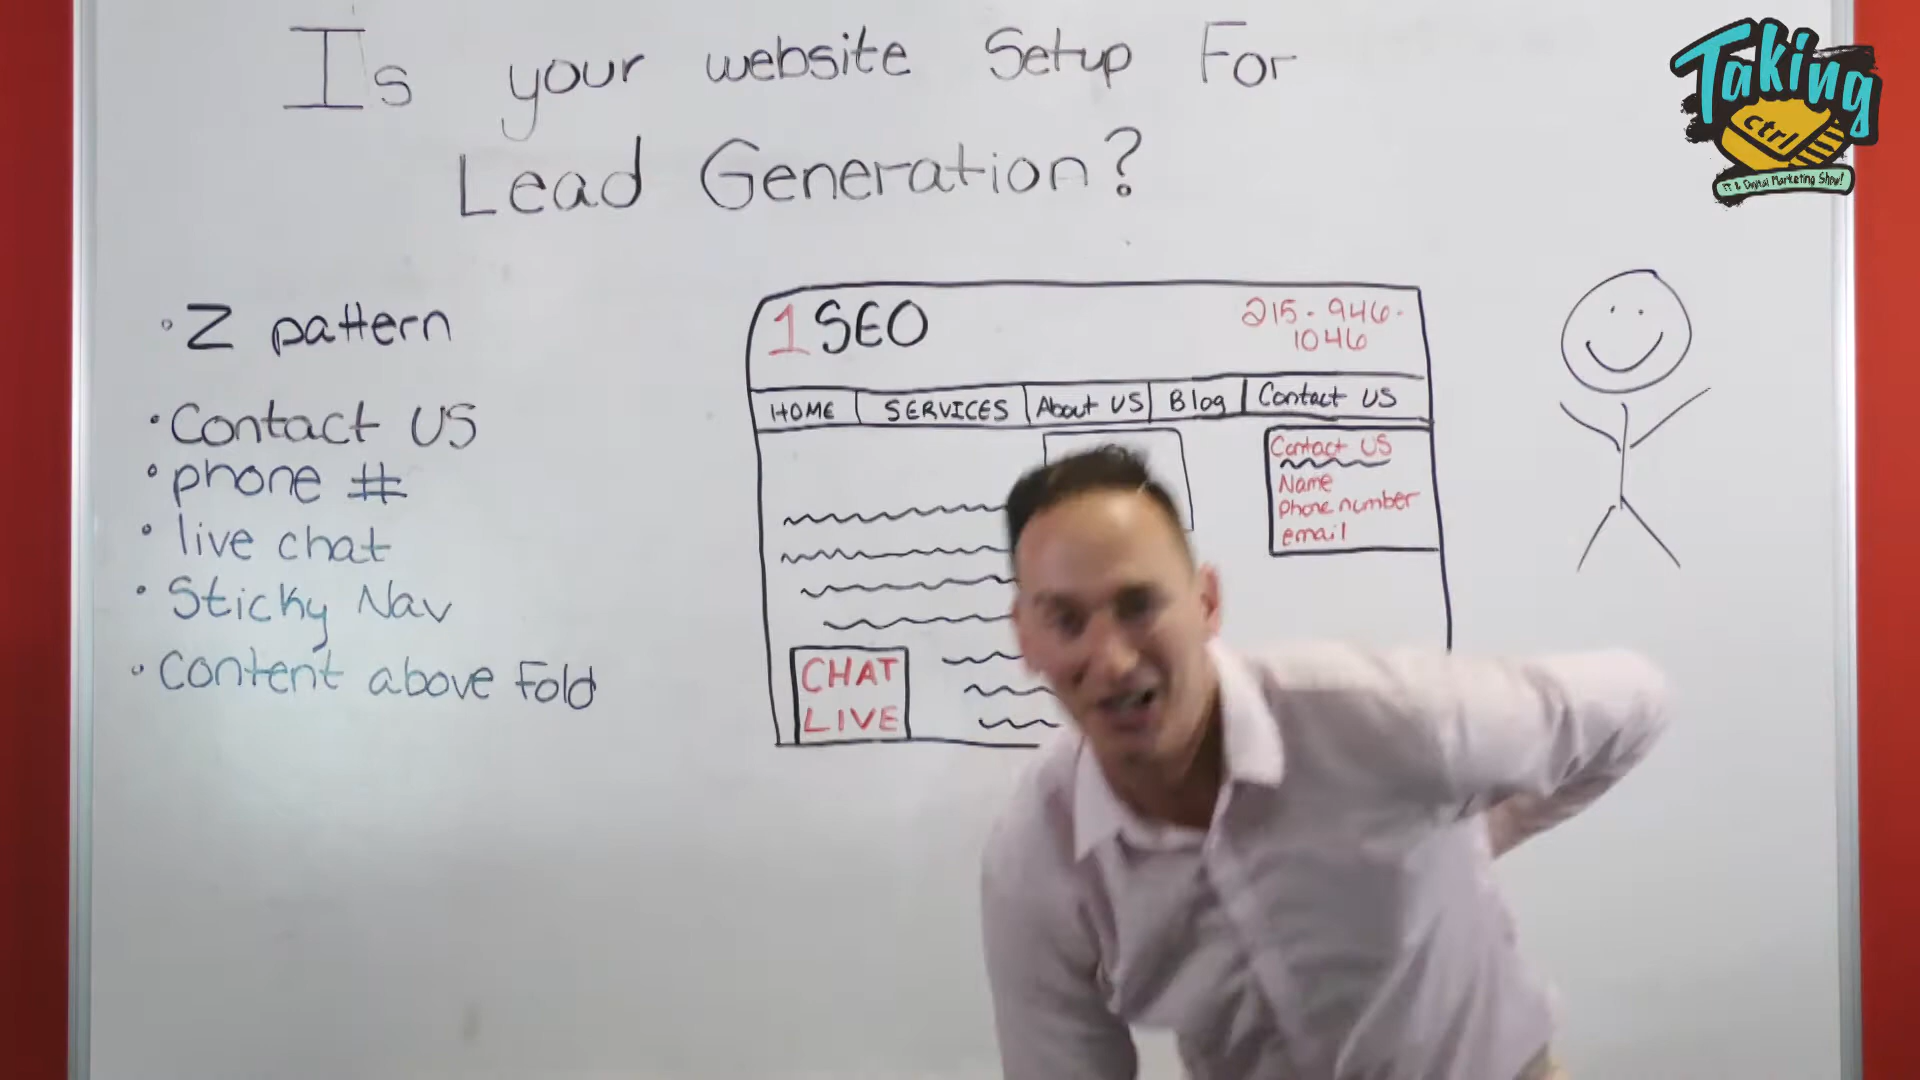 Is your website Setup For
Lead Generation?
Taking
ctrl
IT & Digital Marketing Show!
• Z pattern
• Contact US
• phone #
• live chat
• Sticky Nav
• Content above Fold
1SEO
215-946-
1046
HOME SERVICES About US Blog Contact US
Contact US
Name
Phone number
email
CHAT
LIVE